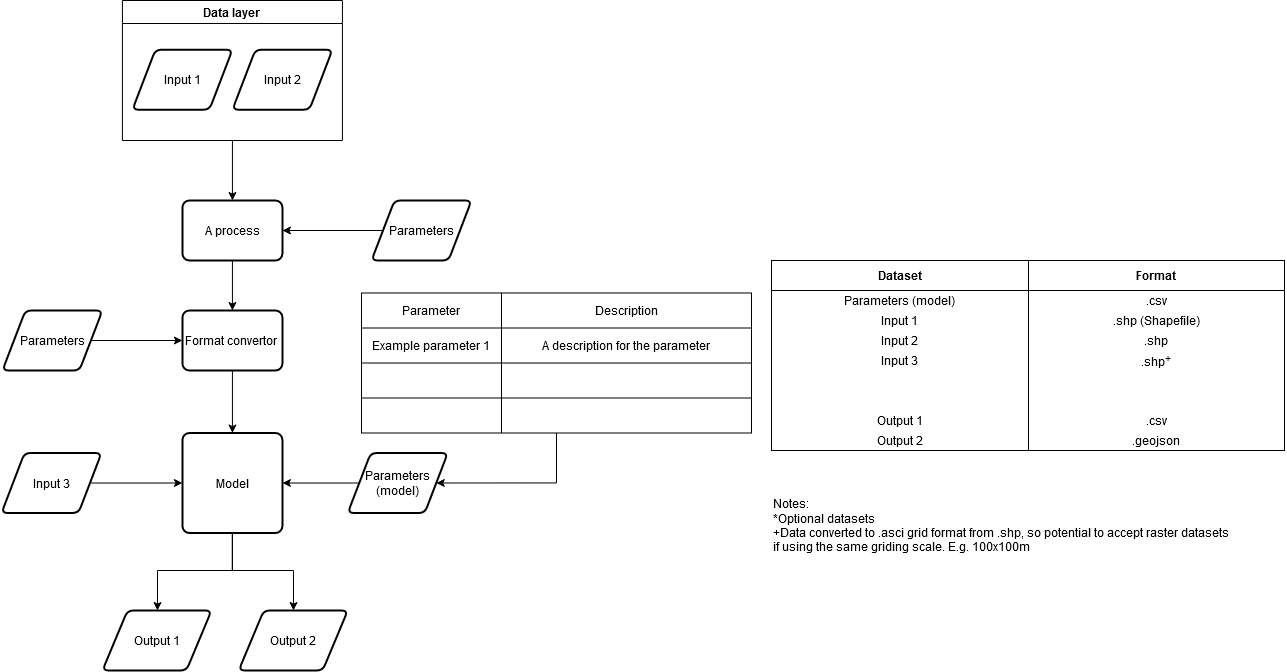 Data layer
Input 1
Input 2
A process
Parameters
Parameters
Format convertor
Parameter Description
Example parameter 1 A description for the parameter
Input 3
Model
Parameters
(model)
Output 1
Output 2
Dataset Format
Parameters (model) .csv
Input 1 .shp (Shapefile)
Input 2 .shp
Input 3 .shp+
Output 1 .csv
Output 2 .geojson
Notes:
*Optional datasets
+Data converted to .asci grid format from .shp, so potential to accept raster datasets
if using the same griding scale. E.g. 100x100m